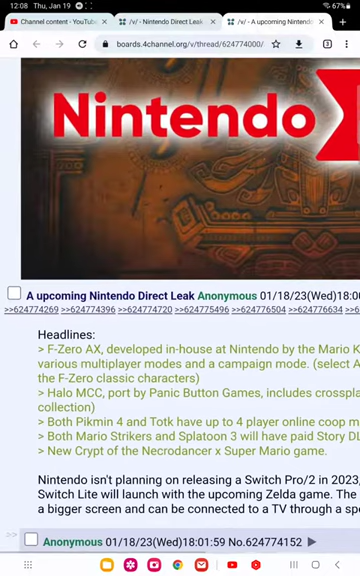 12:08 Thu, Jan 19
67%
Channel content - YouTub
/v/ - Nintendo Direct Leak
/v/ - A upcoming Nintendo
boards.4channel.org/v/thread/624774000/
Nintendo
A upcoming Nintendo Direct Leak Anonymous 01/18/23(Wed)18:0
>>624774269 >>624774396 >>624774720 >>624775496 >>624776504 >>624776634 >>6
Headlines:
> F-Zero AX, developed in-house at Nintendo by the Mario K
various multiplayer modes and a campaign mode. (select A
the F-Zero classic characters)
> Halo MCC, port by Panic Button Games, includes crosspla
collection)
> Both Pikmin 4 and Totk have up to 4 player online coop m
> Both Mario Strikers and Splatoon 3 will have paid Story DL
> New Crypt of the Necrodancer x Super Mario game.
Nintendo isn't planning on releasing a Switch Pro/2 in 2023,
Switch Lite will launch with the upcoming Zelda game. The
a bigger screen and can be connected to a TV through a sp
>> Anonymous 01/18/23(Wed)18:01:59 No.624774152